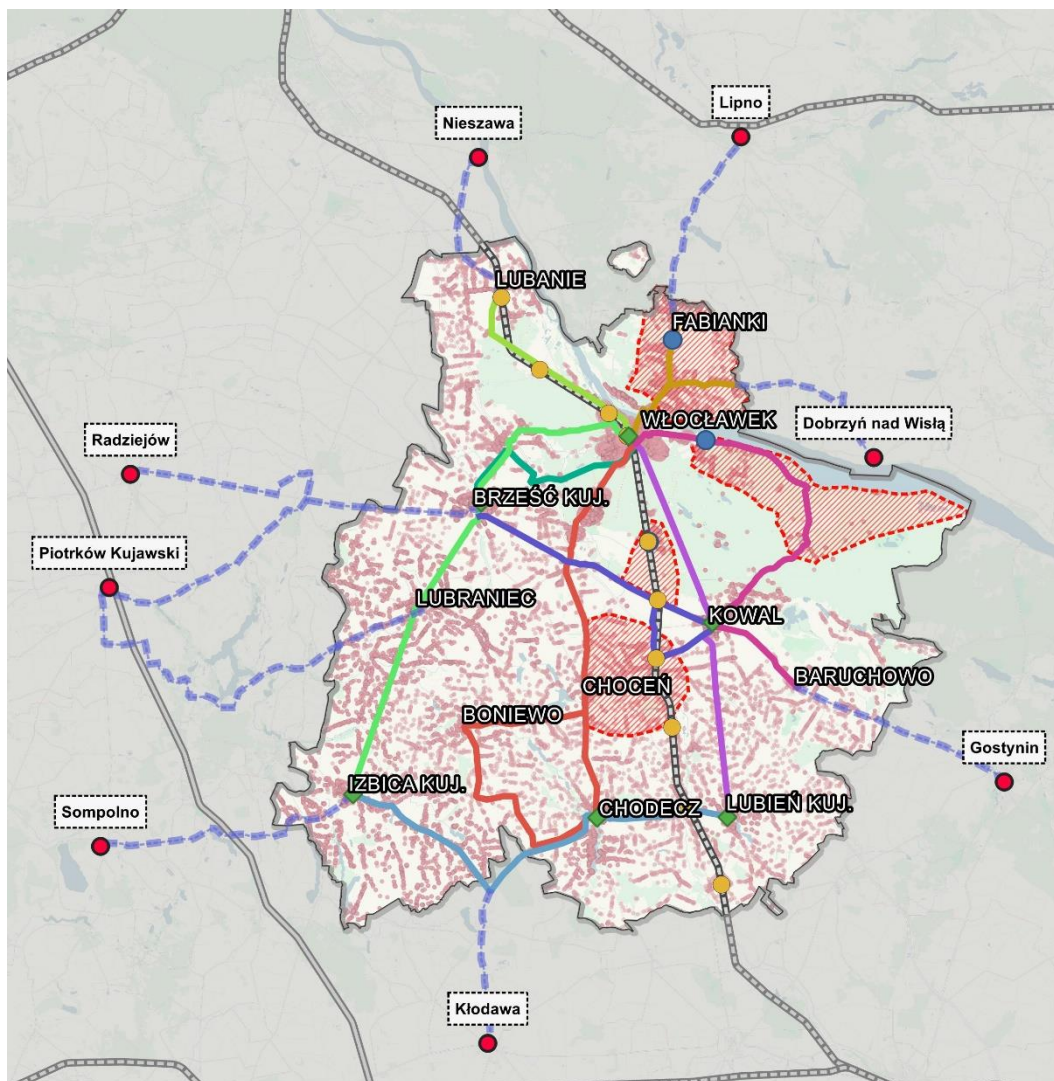 Lipno
Nieszawa
LUBANIE
FABIANKI
WŁOCŁAWEK
Dobrzyń nad Wisłą
Radziejów
BRZEŚĆ KUJ.
Piotrków Kujawski
LUBRANIEC
KOWAL
BARUCHOWO
CHOCEŃ
BONIEWO
Gostynin
IZBICA KUJ.
CHODECZ
LUBIEŃ KUJ.
Sompolno
Kłodawa